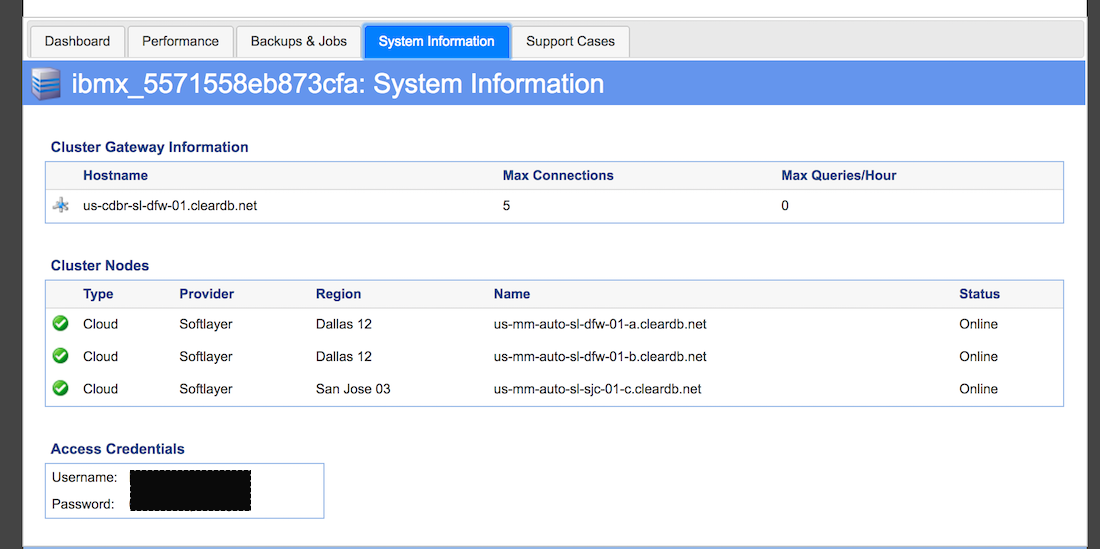 Dashboard Performance Backups & Jobs System Information Support Cases
ibmx_5571558eb873cfa: System Information
Cluster Gateway Information
Hostname Max Connections Max Queries/Hour
us-cdbr-sl-dfw-01.cleardb.net 5 0
Cluster Nodes
Type Provider Region Name Status
Cloud Softlayer Dallas 12 us-mm-auto-sl-dfw-01-a.cleardb.net Online
Cloud Softlayer Dallas 12 us-mm-auto-sl-dfw-01-b.cleardb.net Online
Cloud Softlayer San Jose 03 us-mm-auto-sl-sjc-01-c.cleardb.net Online
Access Credentials
Username:
Password: